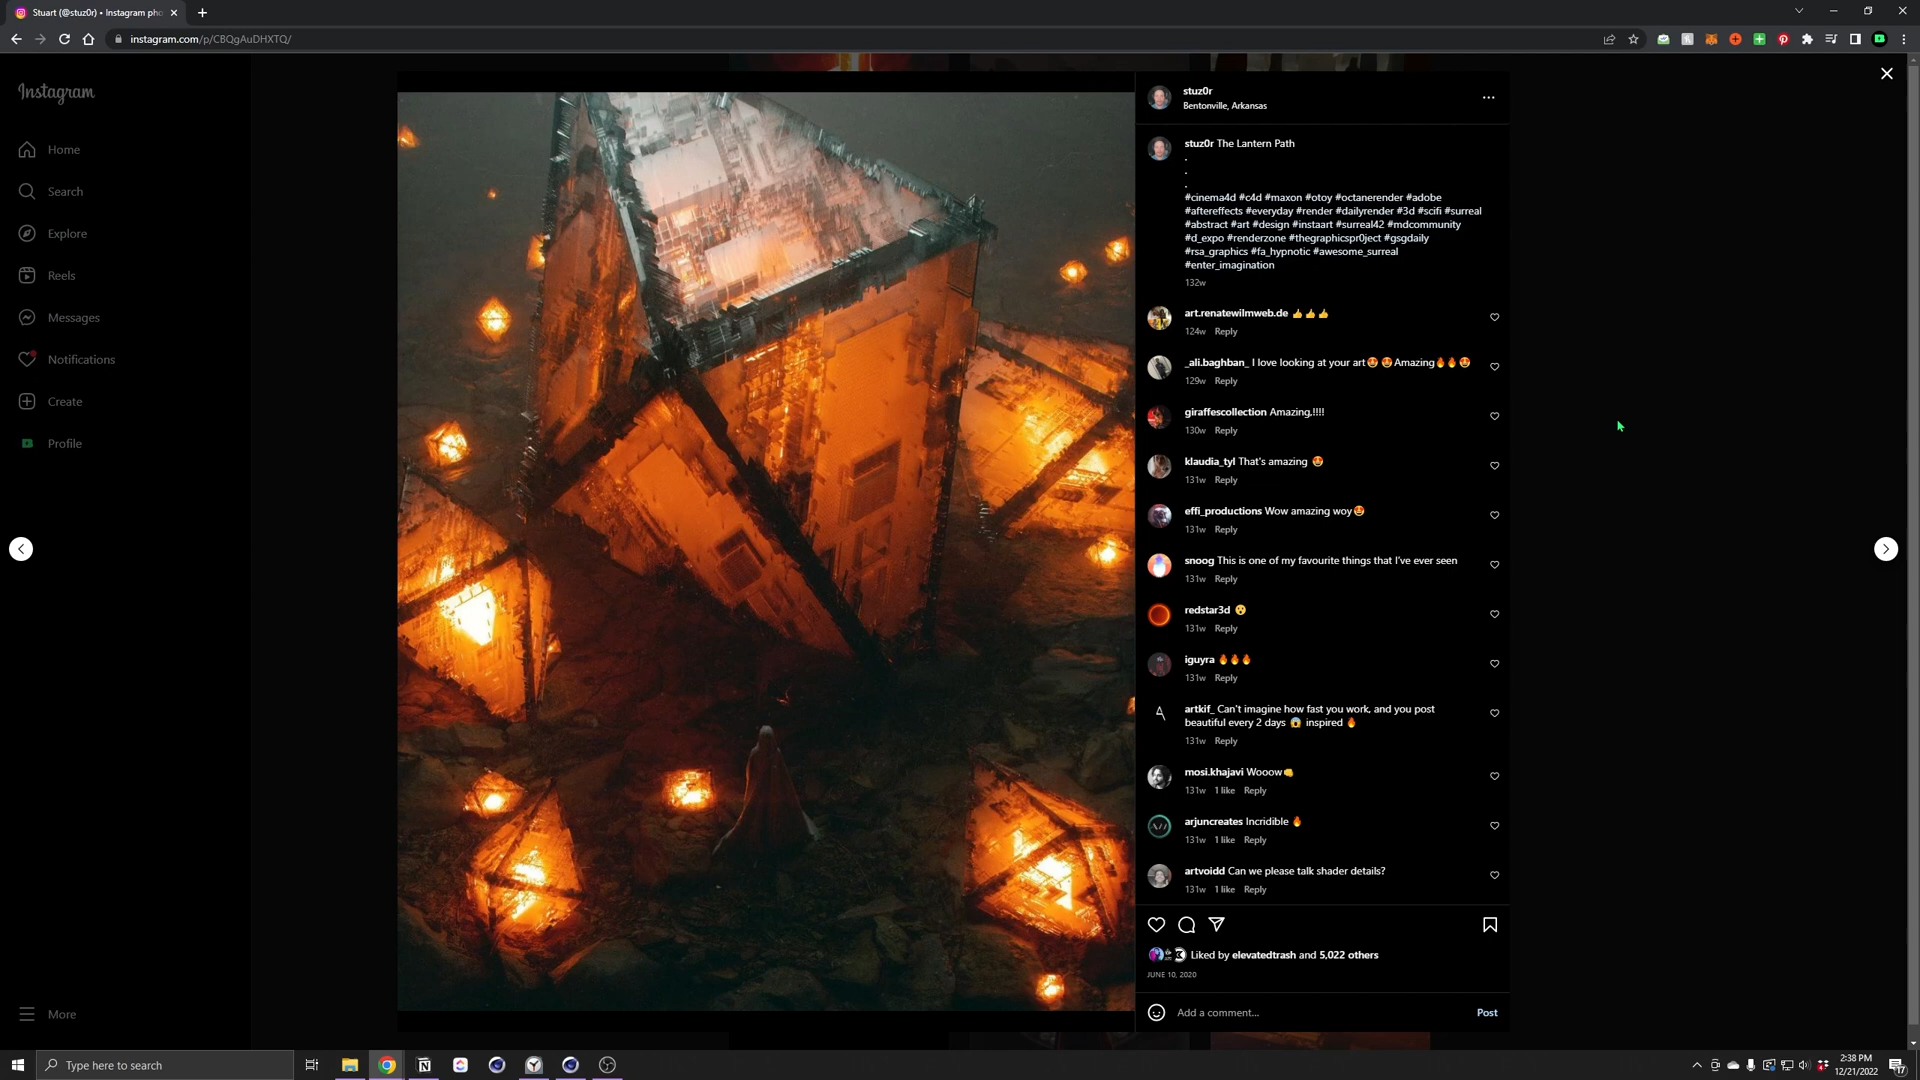 Stuart (@stuz0r) • Instagram pho
instagram.com/p/CBQgAuDHXTQ/
Instagram
Home
Search
Explore
Reels
Messages
Notifications
Create
Profile
More
stuz0r
Bentonville, Arkansas
stuz0r The Lantern Path
.
.
.
#cinema4d #c4d #maxon #otoy #octanerender #adobe
#aftereffects #everyday #render #dailyrender #3d #scifi #surreal
#abstract #art #design #instaart #surreal42 #mdcommunity
#d_expo #renderzone #thegraphicspr0ject #gsgdaily
#rsa_graphics #fa_hypnotic #awesome_surreal
#enter_imagination
132w
art.renatewilmweb.de 👍👍👍
124w Reply
_ali.baghban_ I love looking at your art😍😍Amazing🔥🔥😍
129w Reply
giraffescollection Amazing,!!!!
130w Reply
klaudia_tyl That's amazing 😍
131w Reply
effi_productions Wow amazing woy😍
131w Reply
snoog This is one of my favourite things that I've ever seen
131w Reply
redstar3d 😮
131w Reply
iguyra 🔥🔥🔥
131w Reply
artkif_ Can't imagine how fast you work, and you post
beautiful every 2 days 😱 inspired 🔥
131w Reply
mosi.khajavi Wooow👊
131w 1 like Reply
arjuncreates Incridible 🔥
131w 1 like Reply
artvoidd Can we please talk shader details?
131w 1 like Reply
Liked by elevatedtrash and 5,022 others
JUNE 10, 2020
Add a comment...
Post
Type here to search
2:38 PM
12/21/2022
17